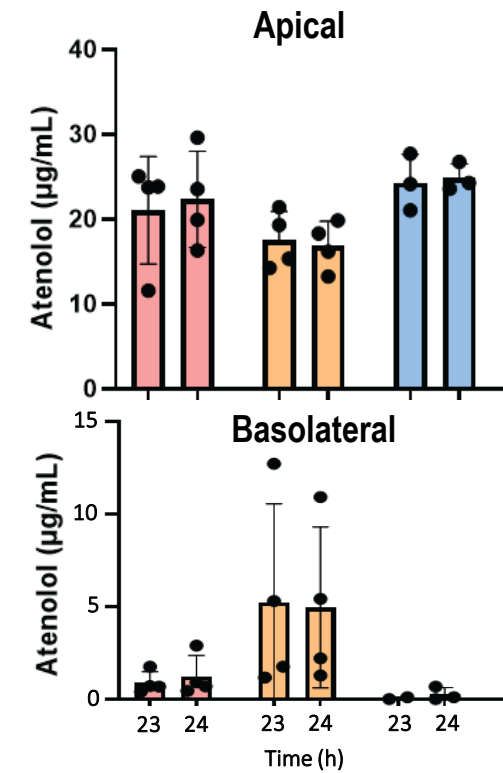 Apical
Atenolol (µg/mL)
40
30
20
10
0
Basolateral
Atenolol (µg/mL)
15
10
5
0
23 24 23 24 23 24
Time (h)